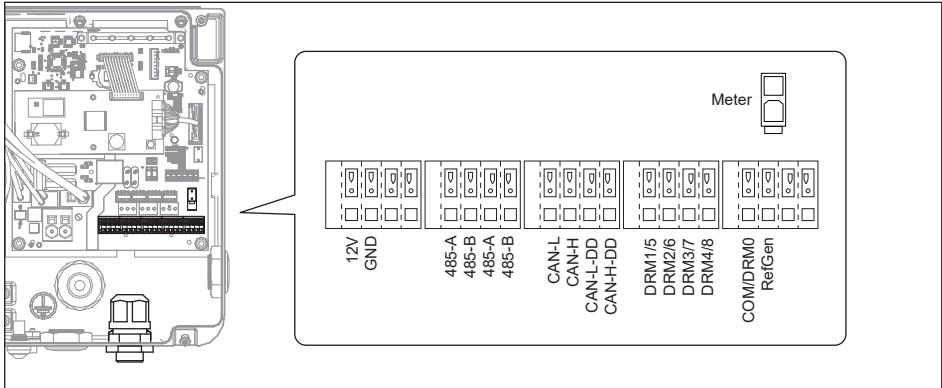 Meter
12V
GND
485-A
485-B
485-A
485-B
CAN-L
CAN-H
CAN-L-DD
CAN-H-DD
DRM1/5
DRM2/6
DRM3/7
DRM4/8
COM/DRM0
RefGen